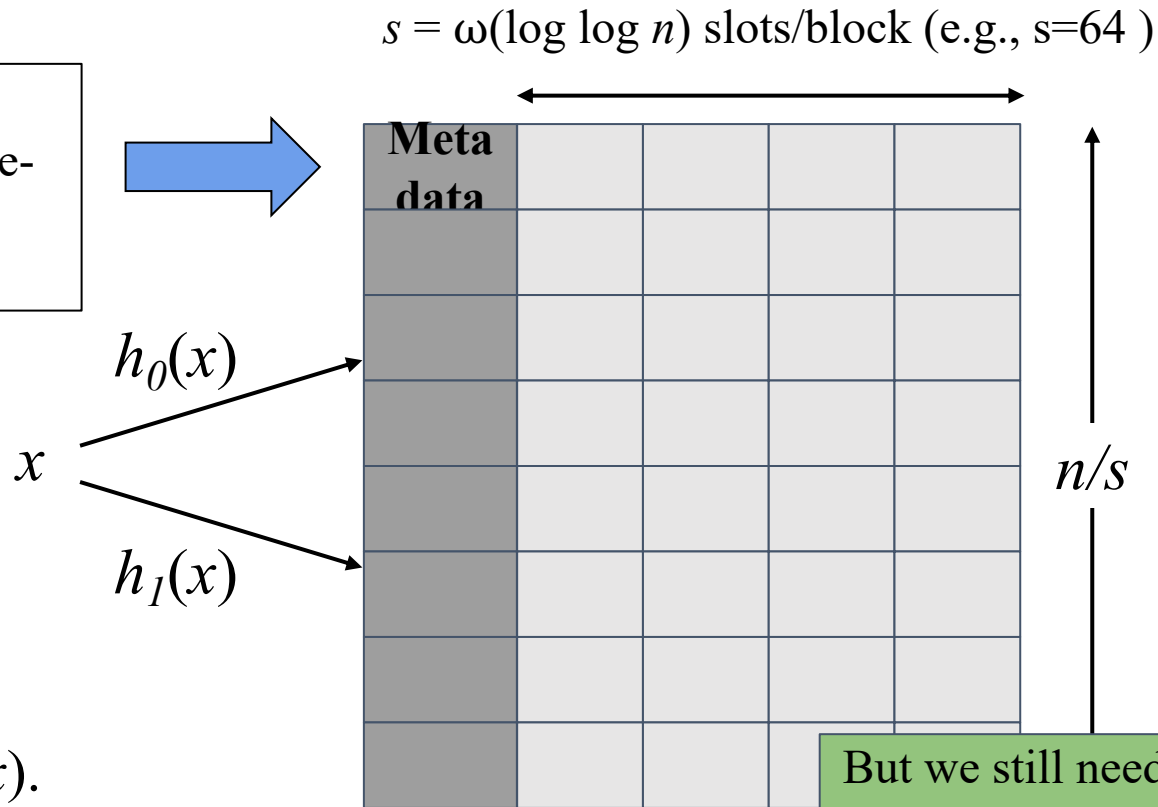 s = ω(log log n) slots/block (e.g., s=64 )
e-
Meta
data
h₀(x)
x
n/s
h₁(x)
But we still need
).